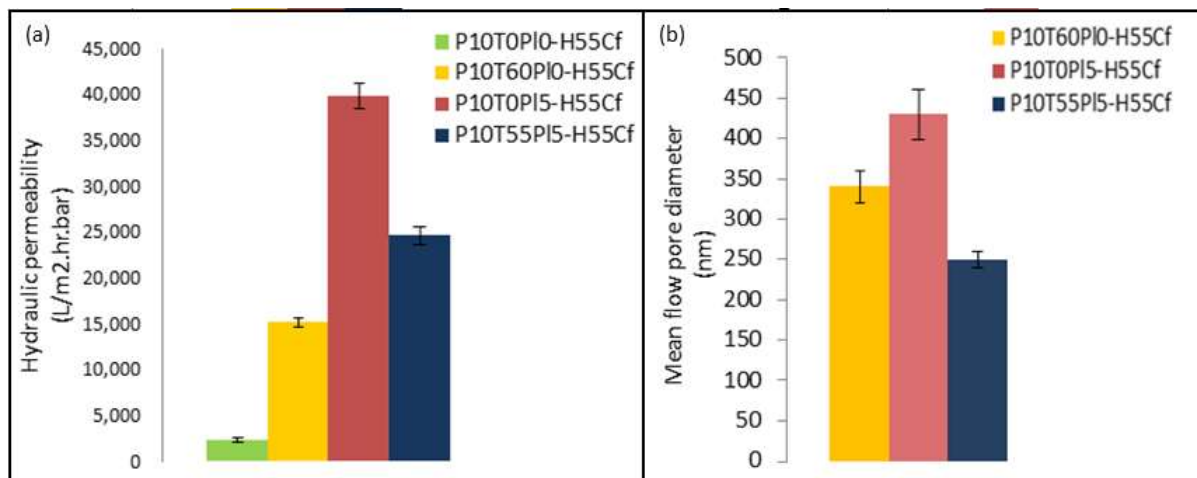 (a)
Hydraulic permeability
(L/m2.hr.bar)
45,000
40,000
35,000
30,000
25,000
20,000
15,000
10,000
5,000
0
P10T0Pl0-H55Cf
P10T60Pl0-H55Cf
P10T0Pl5-H55Cf
P10T55Pl5-H55Cf
(b)
Mean flow pore diameter
(nm)
500
450
400
350
300
250
200
150
100
50
0
P10T60Pl0-H55Cf
P10T0Pl5-H55Cf
P10T55Pl5-H55Cf